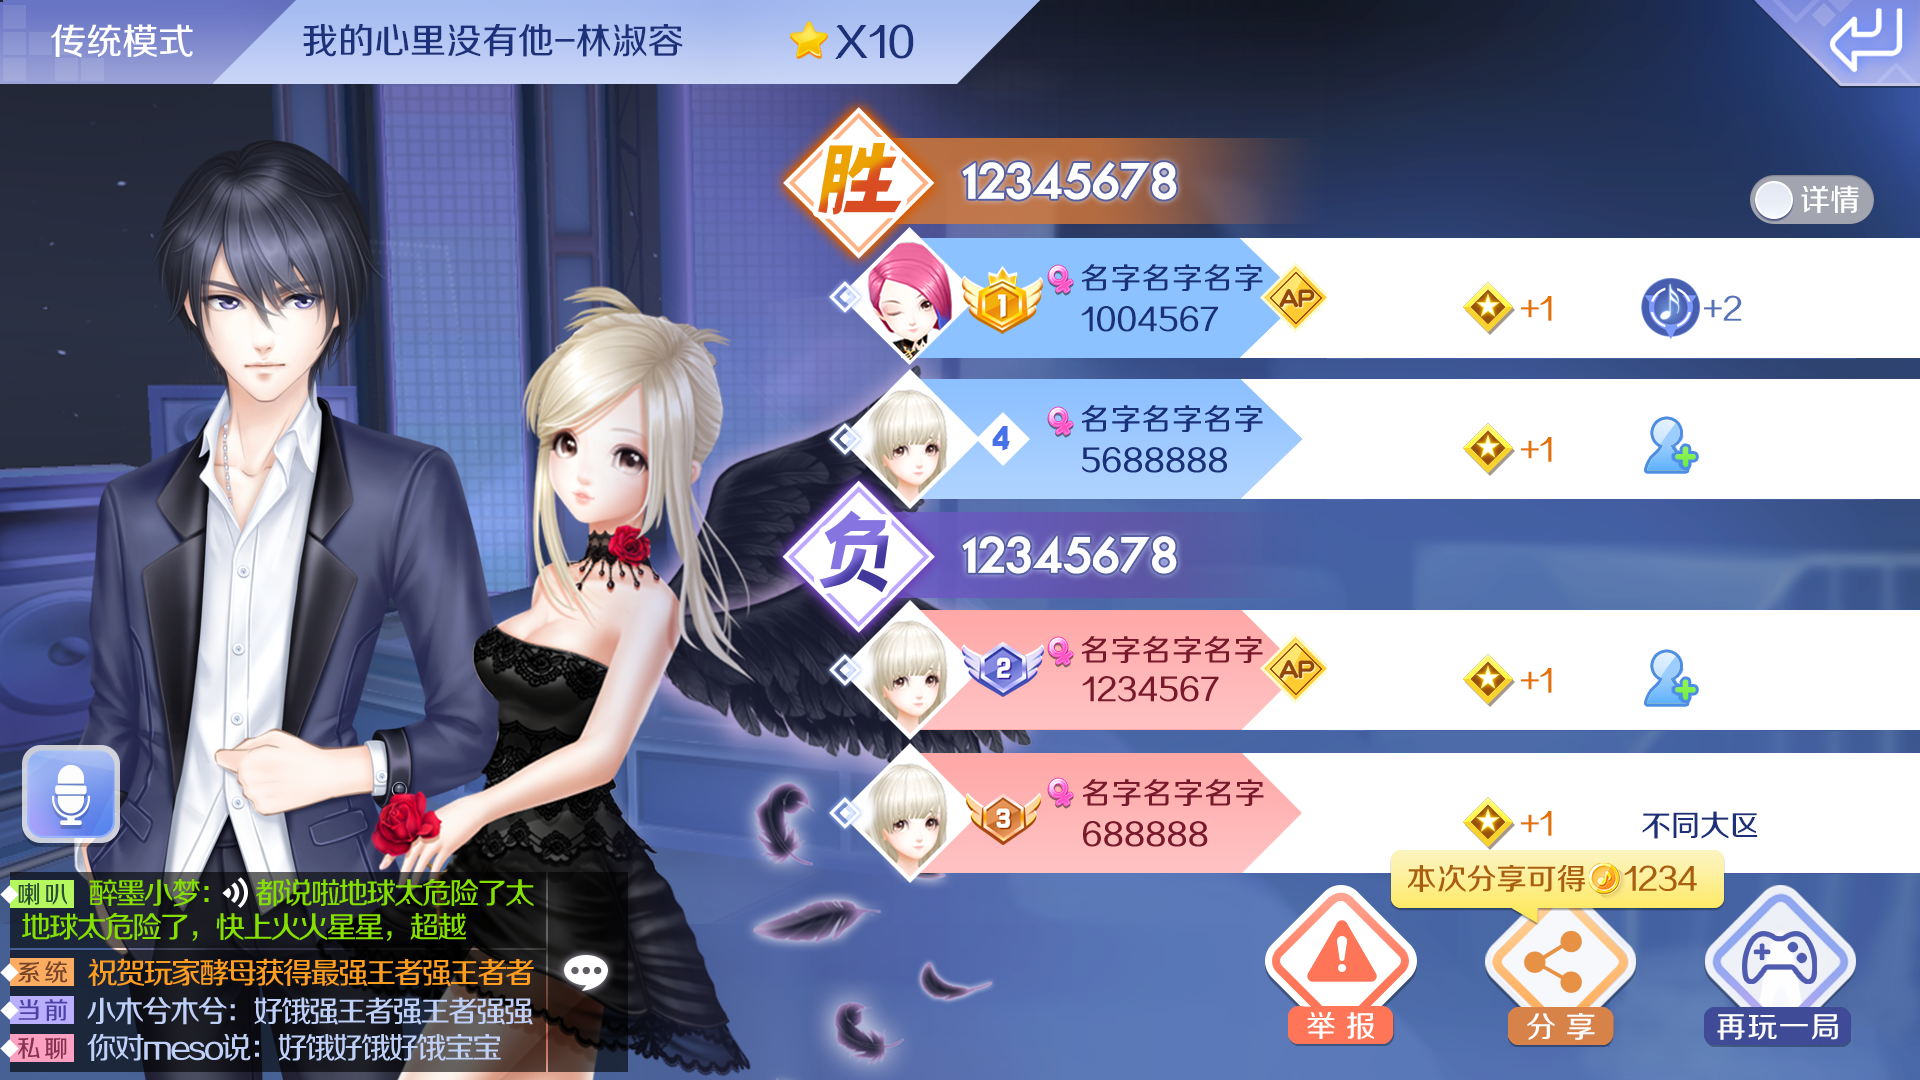 传统模式
我的心里没有他-林淑容
X10
胜 12345678
详情
1 名字名字名字 AP
1004567
+1 +2
4 名字名字名字
5688888
+1
负 12345678
2 名字名字名字 AP
1234567
+1
3 名字名字名字
688888
+1 不同大区
本次分享可得1234
喇叭 醉墨小梦：都说啦地球太危险了太
地球太危险了，快上火火星星，超越
系统 祝贺玩家酵母获得最强王者强王者者
当前 小木兮木兮：好饿强王者强王者强强
私聊 你对meso说：好饿好饿好饿宝宝
举报
分享
再玩一局